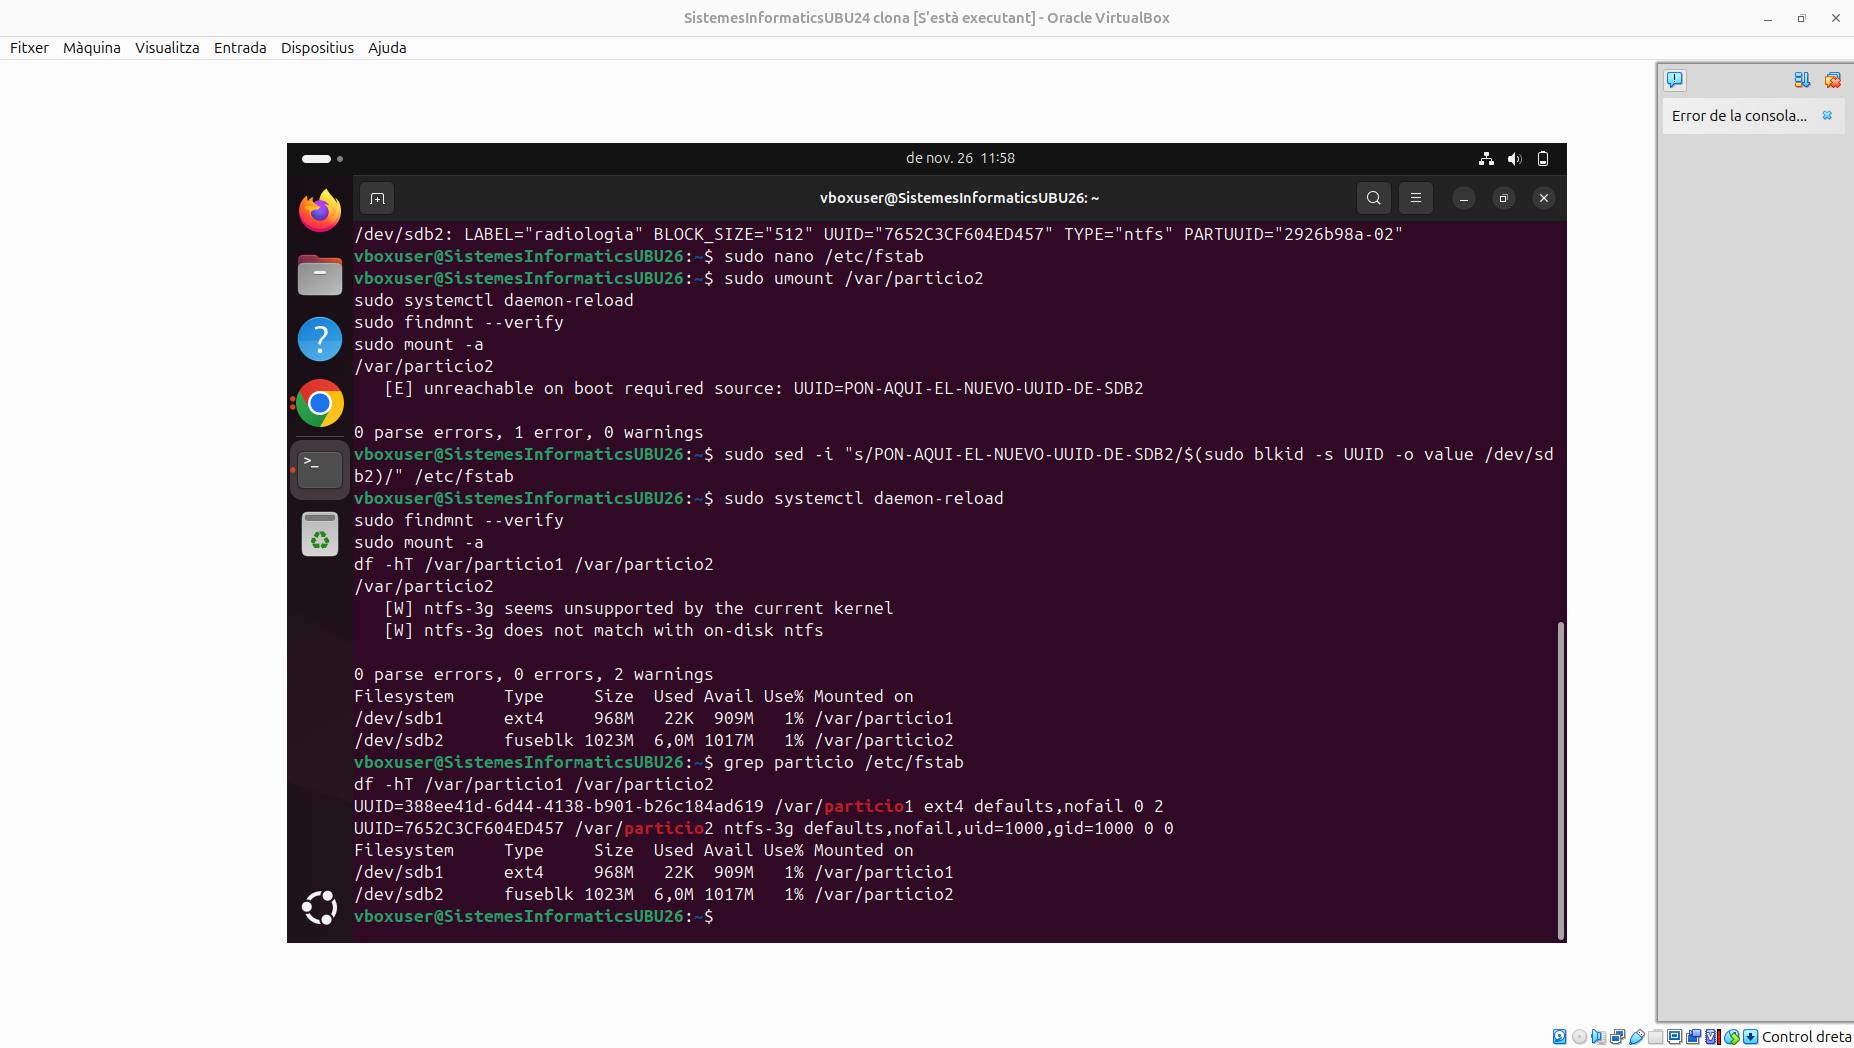 SistemesInformaticsUBU24 clona [S'està executant] - Oracle VirtualBox
Fitxer Màquina Visualitza Entrada Dispositius Ajuda
Error de la consola...
de nov. 26 11:58
vboxuser@SistemesInformaticsUBU26: ~
/dev/sdb2: LABEL="radiologia" BLOCK_SIZE="512" UUID="7652C3CF604ED457" TYPE="ntfs" PARTUUID="2926b98a-02"
vboxuser@SistemesInformaticsUBU26:~$ sudo nano /etc/fstab
vboxuser@SistemesInformaticsUBU26:~$ sudo umount /var/particio2
sudo systemctl daemon-reload
sudo findmnt --verify
sudo mount -a
/var/particio2
   [E] unreachable on boot required source: UUID=PON-AQUI-EL-NUEVO-UUID-DE-SDB2
0 parse errors, 1 error, 0 warnings
vboxuser@SistemesInformaticsUBU26:~$ sudo sed -i "s/PON-AQUI-EL-NUEVO-UUID-DE-SDB2/$(sudo blkid -s UUID -o value /dev/sd
b2)/" /etc/fstab
vboxuser@SistemesInformaticsUBU26:~$ sudo systemctl daemon-reload
sudo findmnt --verify
sudo mount -a
df -hT /var/particio1 /var/particio2
/var/particio2
   [W] ntfs-3g seems unsupported by the current kernel
   [W] ntfs-3g does not match with on-disk ntfs
0 parse errors, 0 errors, 2 warnings
Filesystem     Type     Size  Used Avail Use% Mounted on
/dev/sdb1      ext4     968M   22K  909M   1% /var/particio1
/dev/sdb2      fuseblk 1023M  6,0M 1017M   1% /var/particio2
vboxuser@SistemesInformaticsUBU26:~$ grep particio /etc/fstab
df -hT /var/particio1 /var/particio2
UUID=388ee41d-6d44-4138-b901-b26c184ad619 /var/particio1 ext4 defaults,nofail 0 2
UUID=7652C3CF604ED457 /var/particio2 ntfs-3g defaults,nofail,uid=1000,gid=1000 0 0
Filesystem     Type     Size  Used Avail Use% Mounted on
/dev/sdb1      ext4     968M   22K  909M   1% /var/particio1
/dev/sdb2      fuseblk 1023M  6,0M 1017M   1% /var/particio2
vboxuser@SistemesInformaticsUBU26:~$
Control dreta